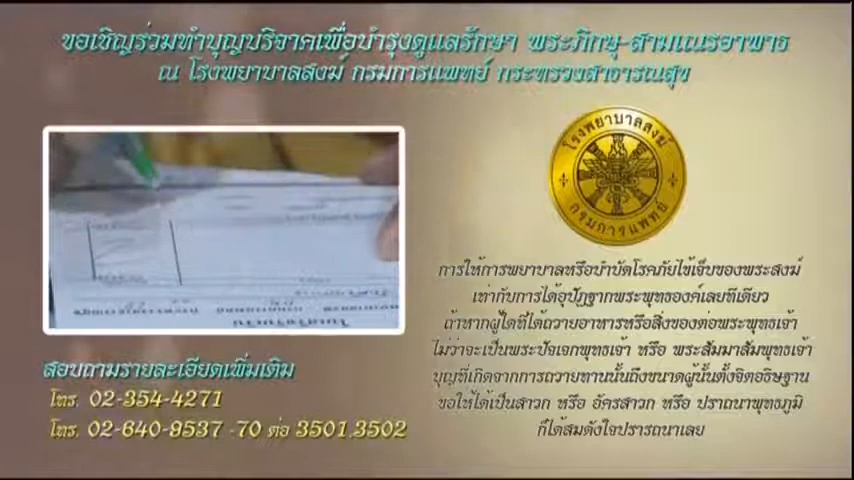 ขอเชิญร่วมทำบุญบริจาคเพื่อบำรุงดูแลรักษา พระภิกษุ-สามเณรอาพาธ
ณ โรงพยาบาลสงฆ์ กรมการแพทย์ กระทรวงสาธารณสุข
โรงพยาบาลสงฆ์
กรมการแพทย์
การให้การพยาบาลหรือบำบัดโรคภัยไข้เจ็บของพระสงฆ์
เท่ากับการได้อุปัฏฐากพระพุทธองค์เลยทีเดียว
ถ้าหากผู้ใดที่ได้ถวายอาหารหรือสิ่งของต่อพระพุทธเจ้า
ไม่ว่าจะเป็นพระปัจเจกพุทธเจ้า หรือ พระสัมมาสัมพุทธเจ้า
บุญที่เกิดจากการถวายทานนั้นถึงขนาดผู้นั้นตั้งจิตอธิษฐาน
ขอให้ได้เป็นสาวก หรือ อัครสาวก หรือ ปราถนาพุทธภูมิ
ก็ได้สมดังใจปรารถนาเลย
สอบถามรายละเอียดเพิ่มเติม
โทร. 02-354-4271
โทร. 02-640-9537 -70 ต่อ 3501,3502